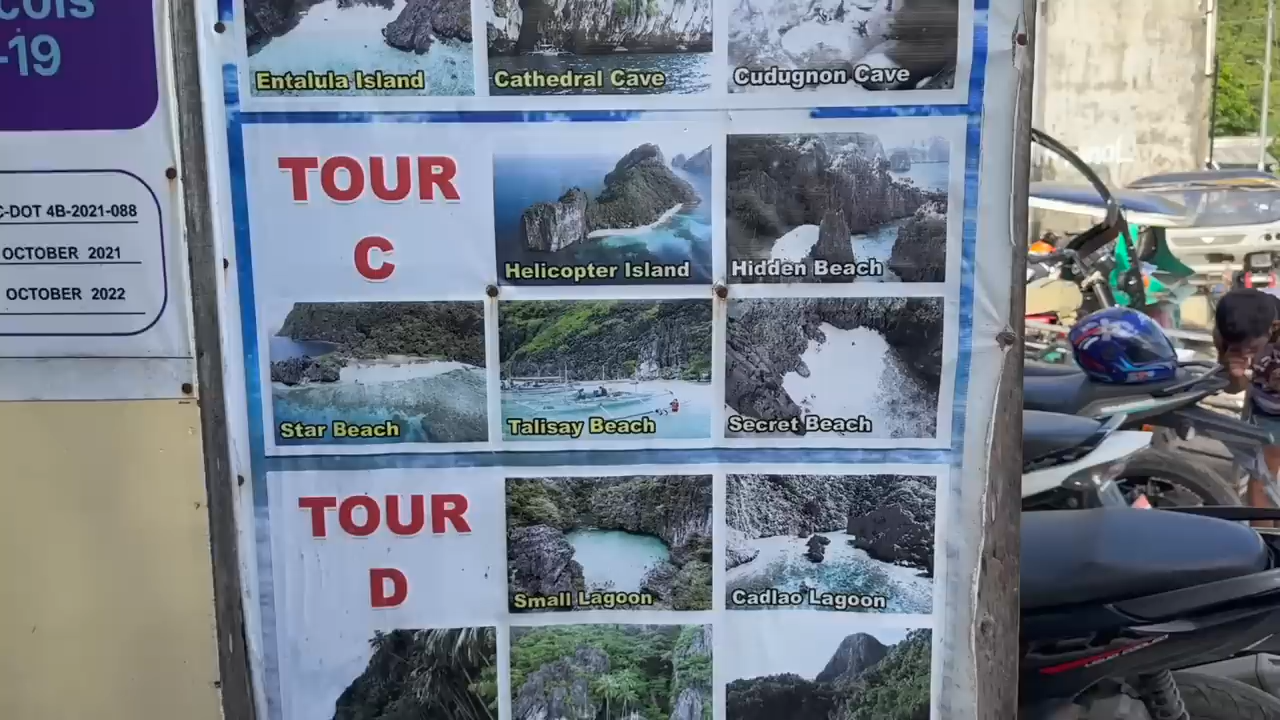 cols
-19
C-DOT 4B-2021-088
OCTOBER 2021
OCTOBER 2022
Entalula Island
Cathedral Cave
Cudugnon Cave
TOUR
C
Helicopter Island
Hidden Beach
Star Beach
Talisay Beach
Secret Beach
TOUR
D
Small Lagoon
Cadlao Lagoon